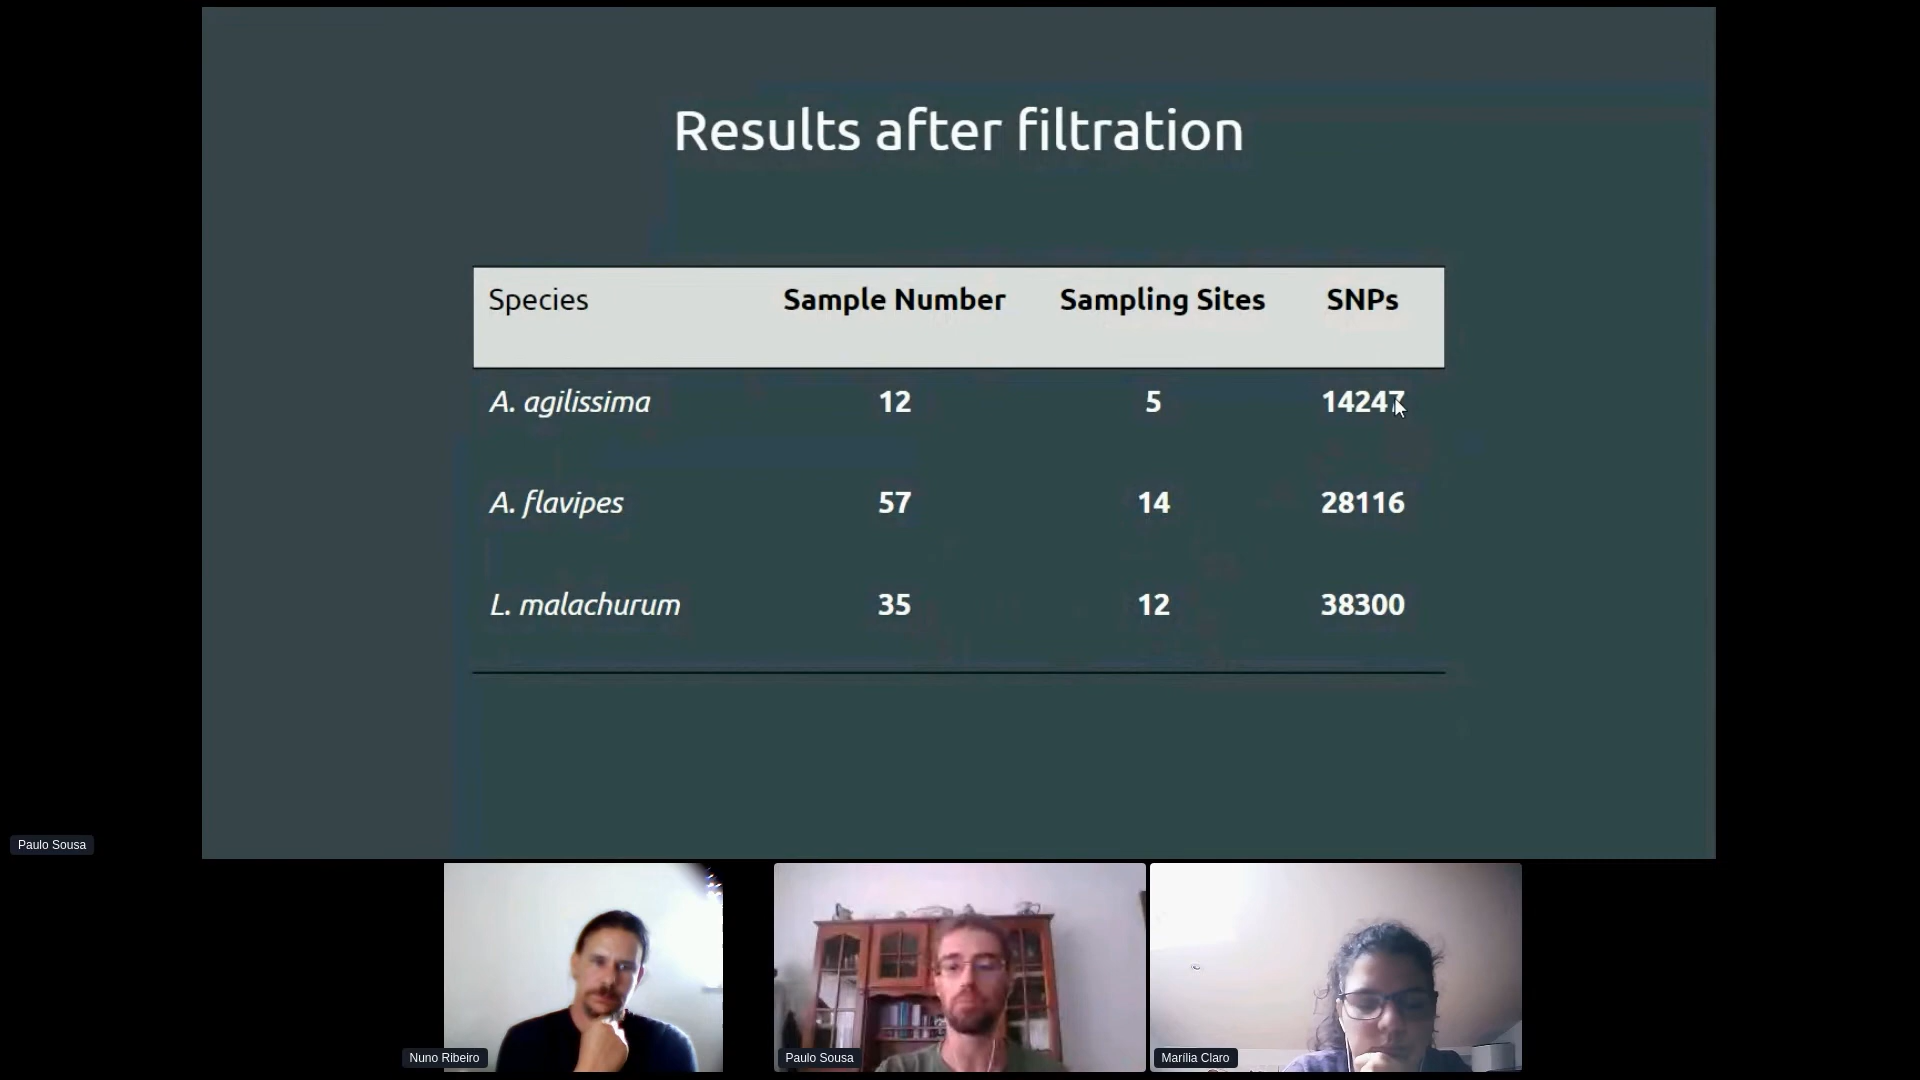 Results after filtration
Species Sample Number Sampling Sites SNPs
A. agilissima 12 5 14247
A. flavipes 57 14 28116
L. malachurum 35 12 38300
Paulo Sousa
Nuno Ribeiro
Paulo Sousa
Marília Claro